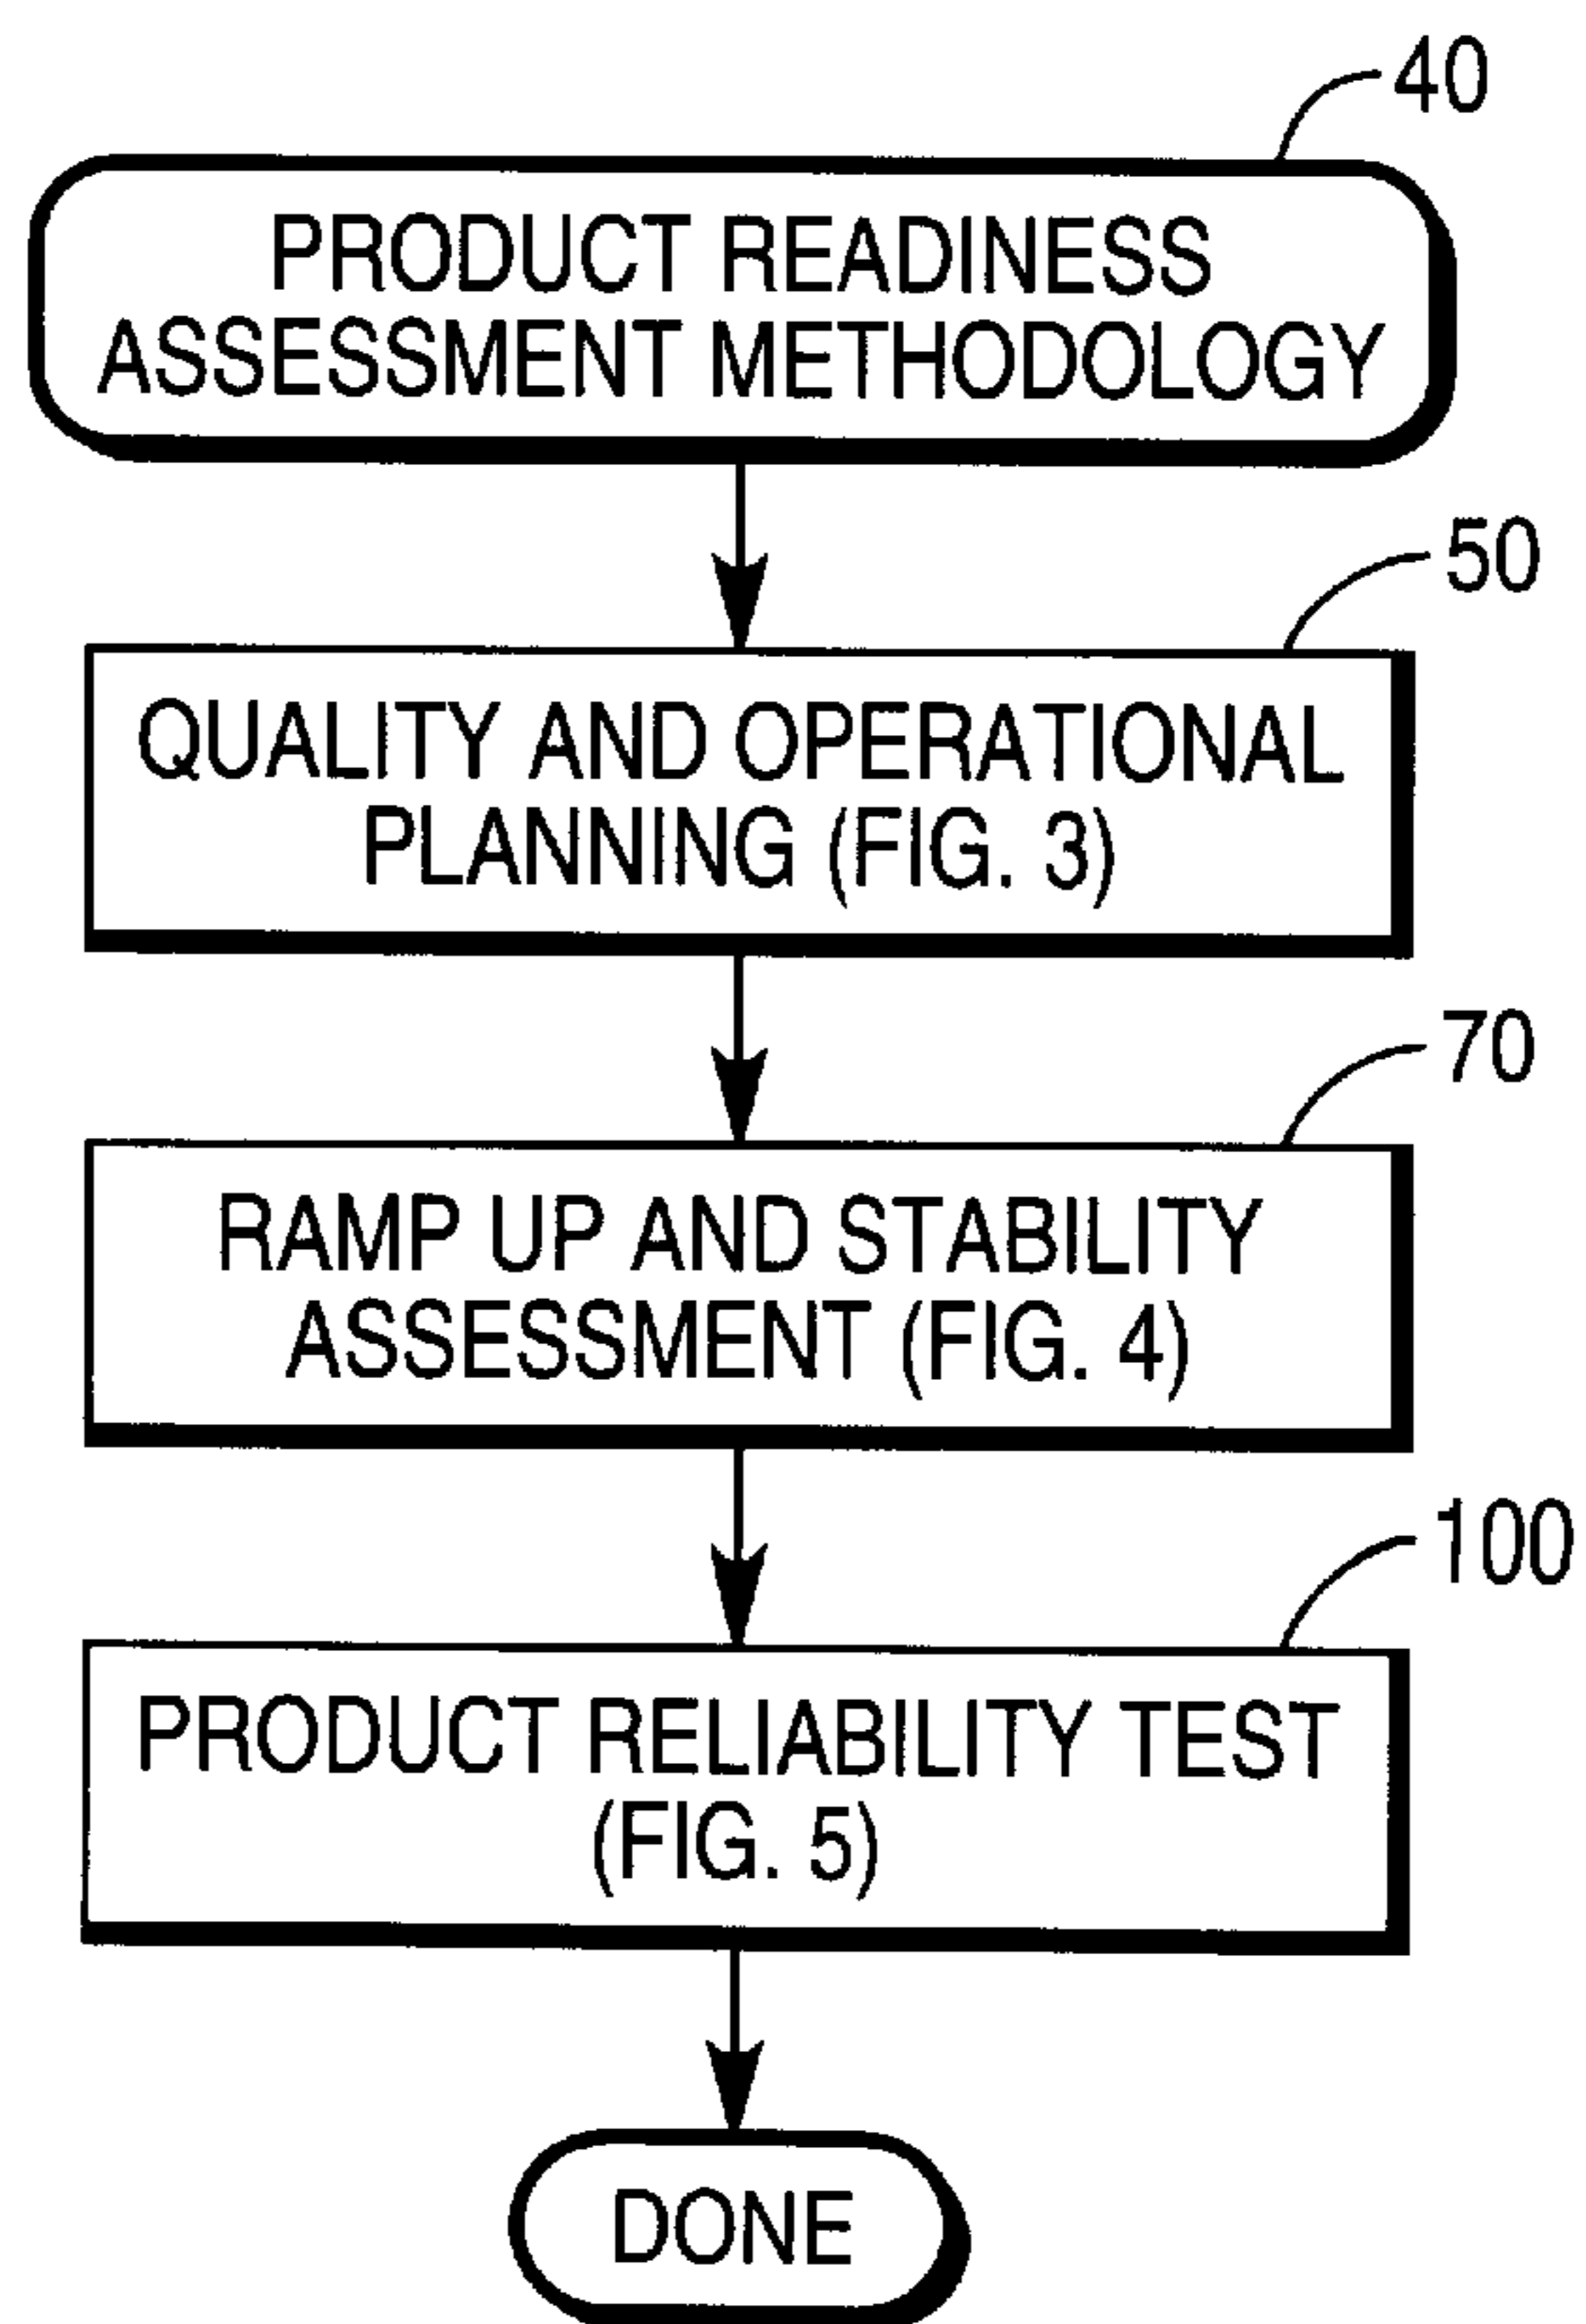 40
PRODUCT READINESS
ASSESSMENT METHODOLOGY
50
QUALITY AND OPERATIONAL
PLANNING (FIG. 3)
70
RAMP UP AND STABILITY
ASSESSMENT (FIG. 4)
100
PRODUCT RELIABILITY TEST
(FIG. 5)
DONE